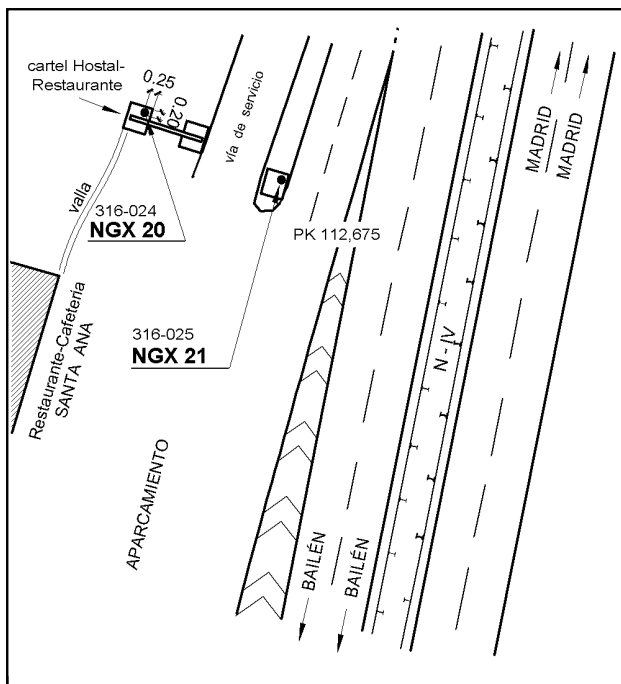 cartel Hostal-
Restaurante
0.25
0.20
vía de servicio
MADRID
MADRID
valla
316-024
NGX 20
PK 112,675
N - IV
Restaurante-Cafeteria
SANTA ANA
316-025
NGX 21
APARCAMIENTO
BAILÉN
BAILÉN